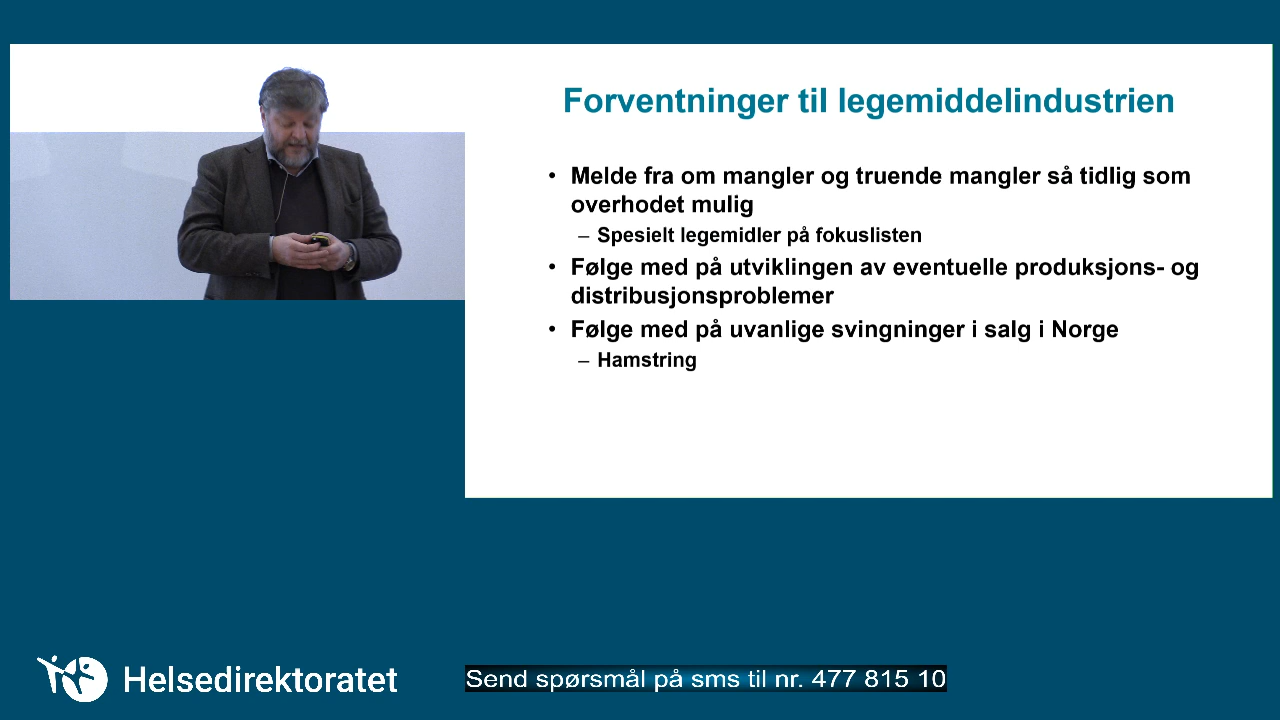 Forventninger til legemiddelindustrien
• Melde fra om mangler og truende mangler så tidlig som
overhodet mulig
– Spesielt legemidler på fokuslisten
• Følge med på utviklingen av eventuelle produksjons- og
distribusjonsproblemer
• Følge med på uvanlige svingninger i salg i Norge
– Hamstring
Helsedirektoratet
Send spørsmål på sms til nr. 477 815 10